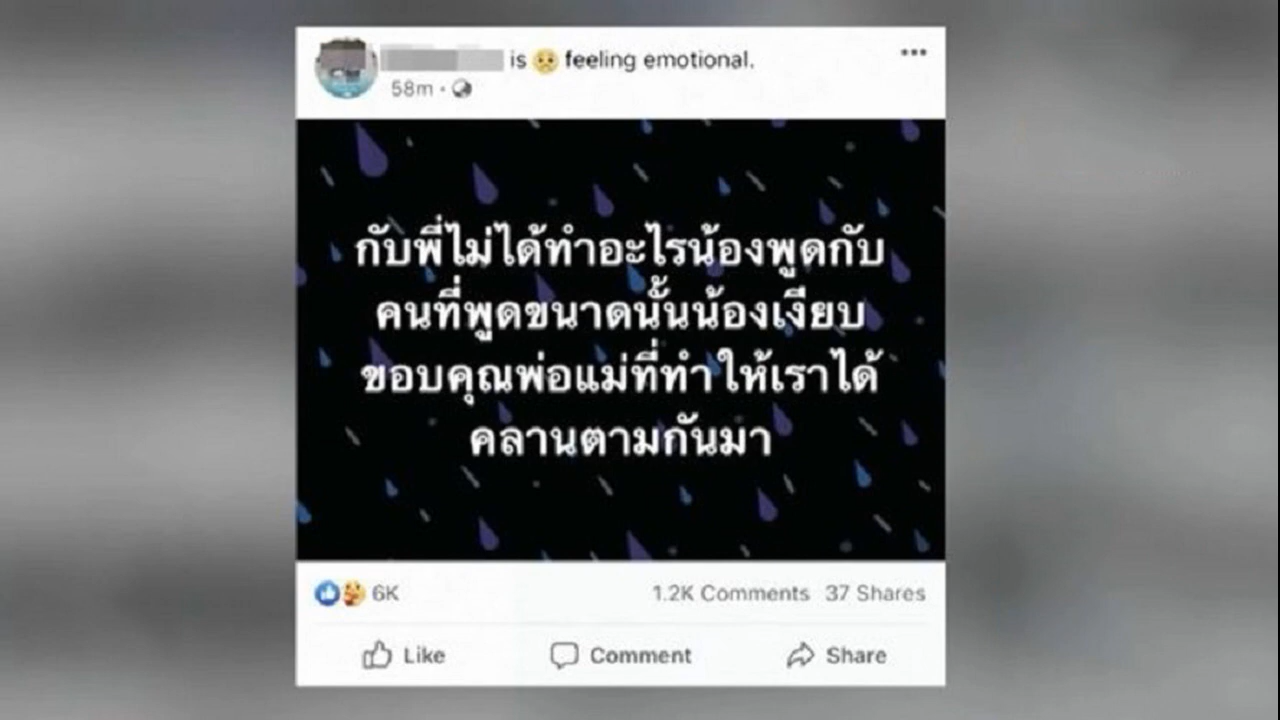 is 🥺 feeling emotional.
58m
กับพี่ไม่ได้ทำอะไรน้องพูดกับ
คนที่พูดขนาดนั้นน้องเงียบ
ขอบคุณพ่อแม่ที่ทำให้เราได้
คลานตามกันมา
6K
1.2K Comments 37 Shares
Like Comment Share